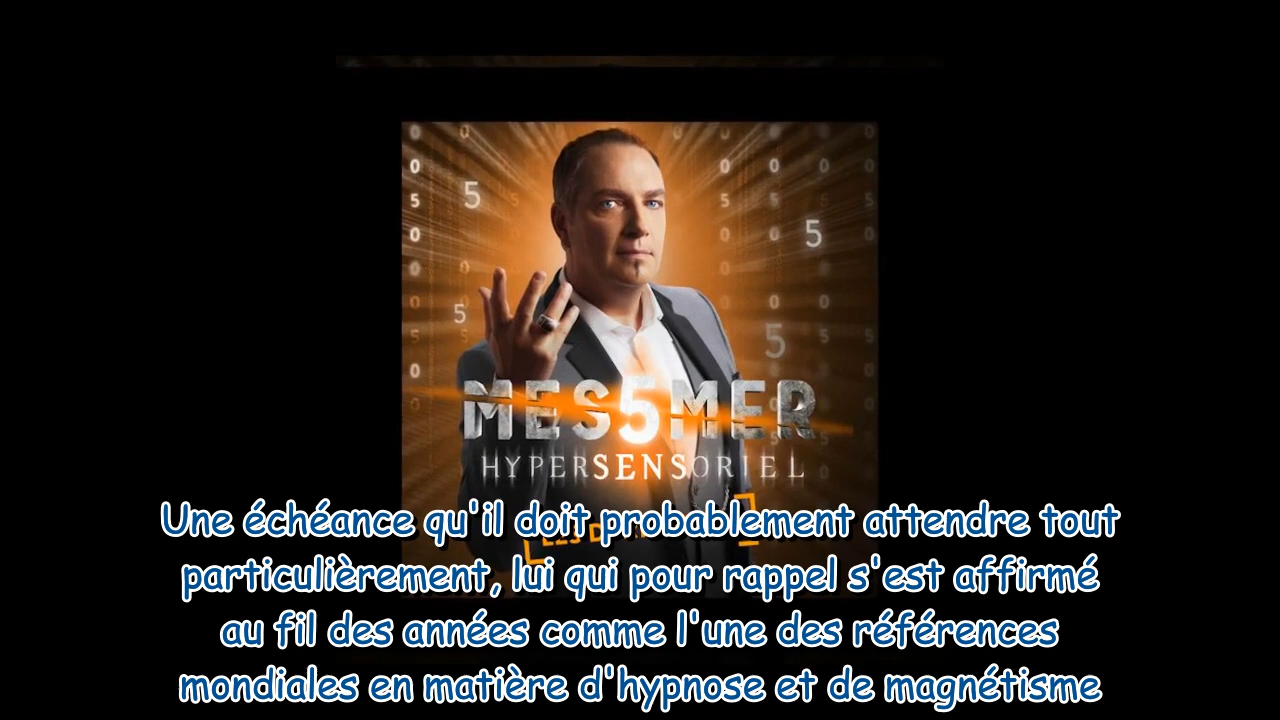 MES5MER
HYPERSENSORIEL
Une échéance qu'il doit probablement attendre tout
particulièrement, lui qui pour rappel s'est affirmé
au fil des années comme l'une des références
mondiales en matière d'hypnose et de magnétisme